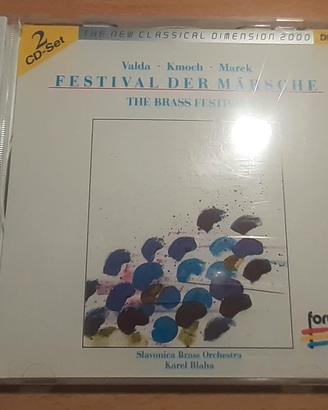 2
CD-Set
THE NEW CLASSICAL DIMENSION 2000
Valda · Kmoch · Marek
FESTIVAL DER MÄRSCHE
THE BRASS
Slavonica Brass Orchestra
Karel Blaha